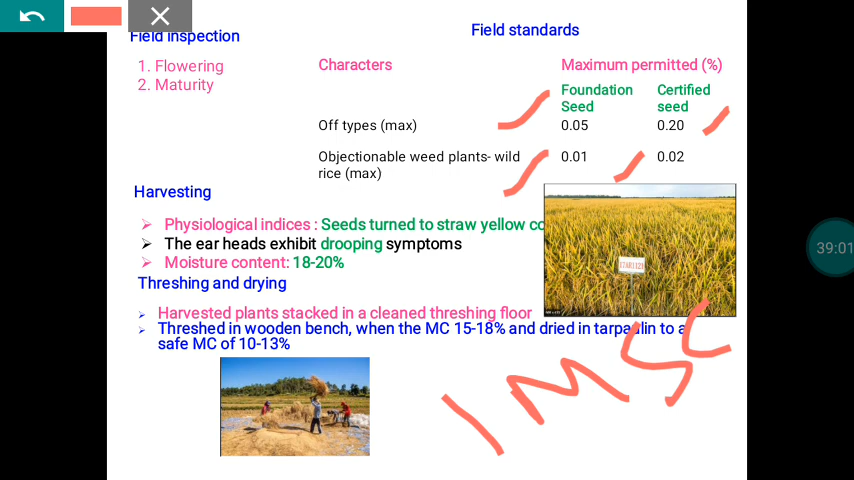 Field inspection
Field standards
1. Flowering
2. Maturity
Characters
Maximum permitted (%)
Foundation Seed
Certified seed
Off types (max)
0.05
0.20
Objectionable weed plants- wild
rice (max)
0.01
0.02
Harvesting
Physiological indices : Seeds turned to straw yellow
The ear heads exhibit drooping symptoms
Moisture content: 18-20%
Threshing and drying
Harvested plants stacked in a cleaned threshing floor
Threshed in wooden bench, when the MC 15-18% and dried in tarpaulin to a
safe MC of 10-13%
IMSC
39:01